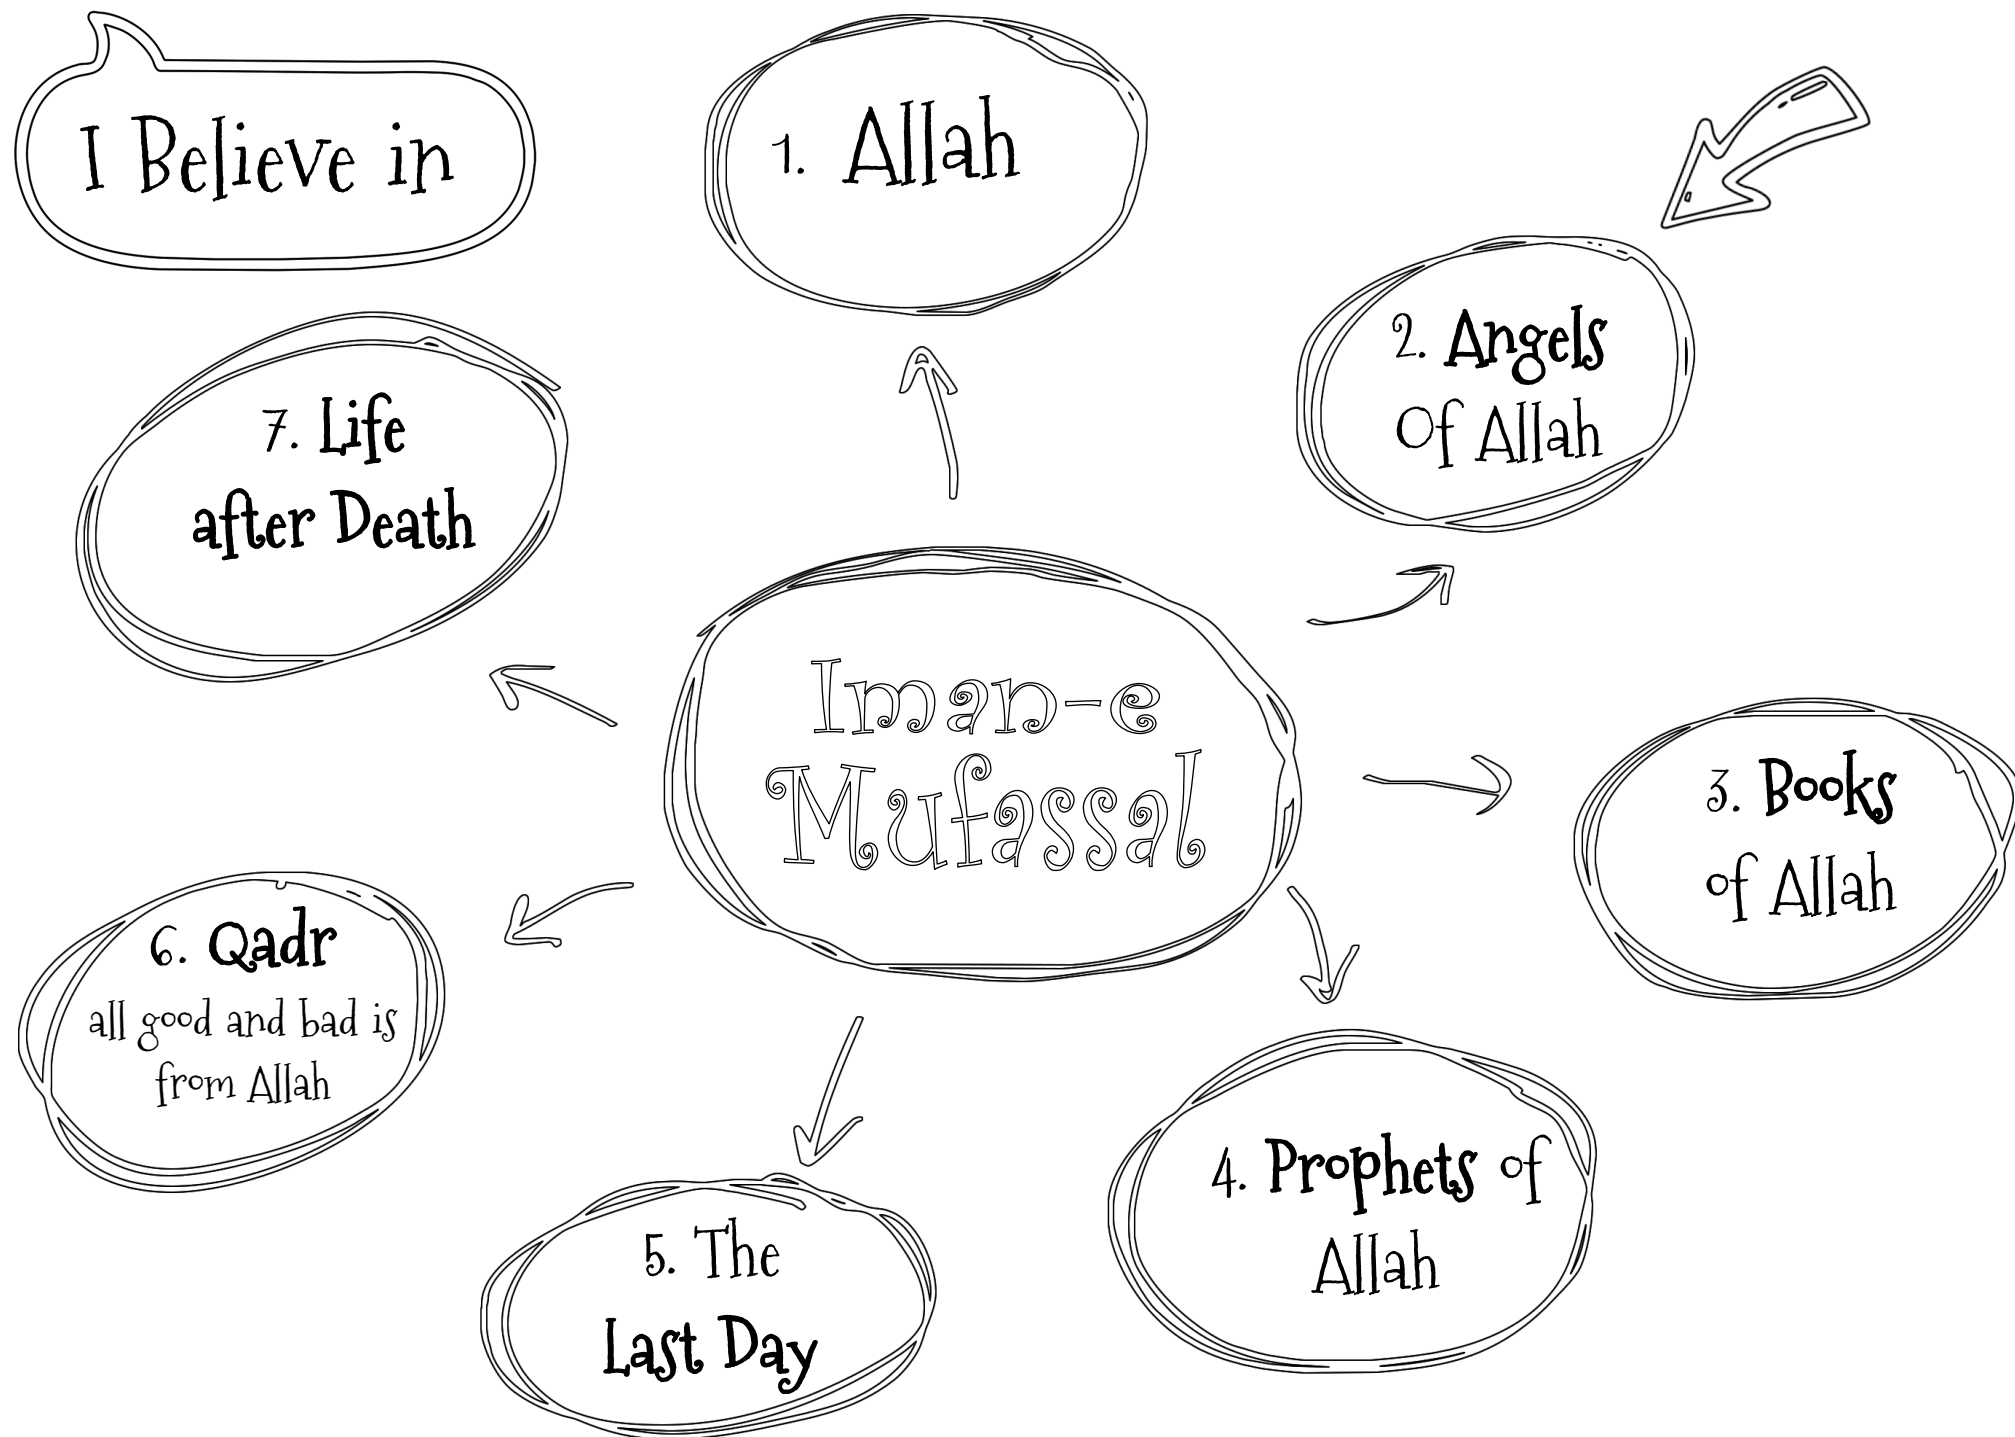 I Believe in
1. Allah
2. Angels
Of Allah
3. Books
of Allah
4. Prophets of
Allah
5. The
Last Day
6. Qadr
all good and bad is
from Allah
7. Life
after Death
Iman-e
Mufassal